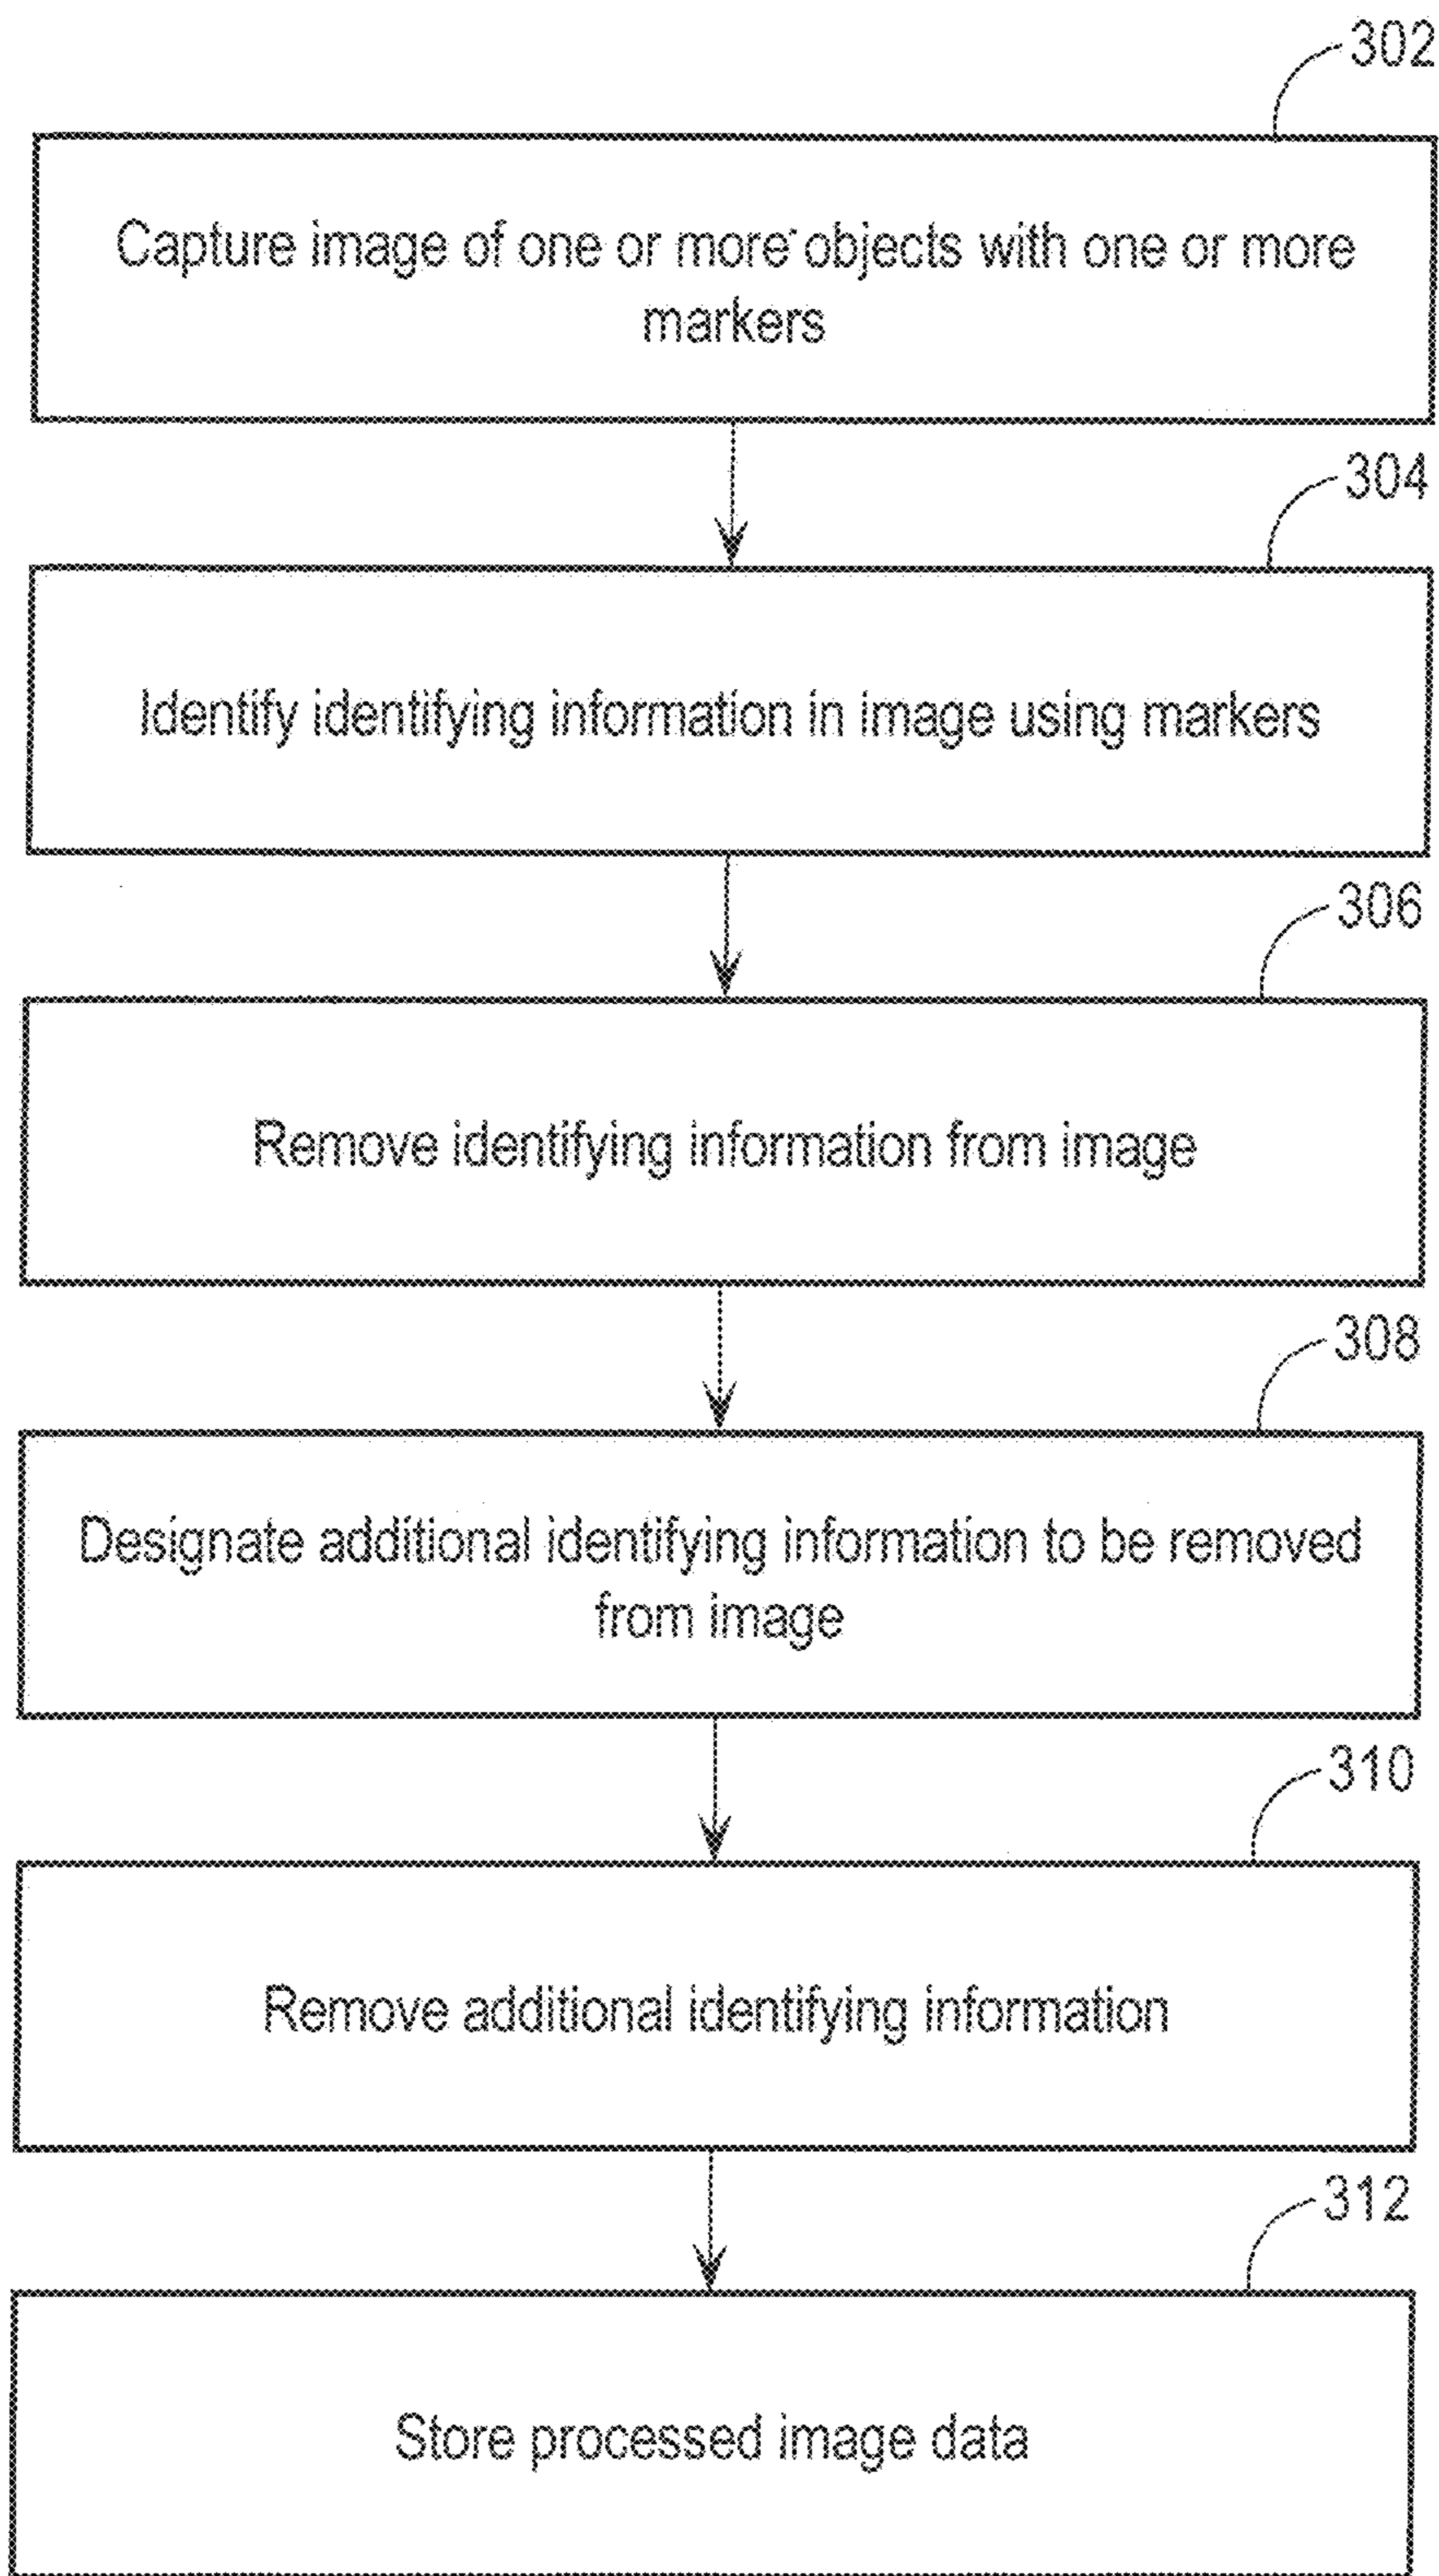 302
Capture image of one or more objects with one or more
markers
304
Identify identifying information in image using markers
306
Remove identifying information from image
308
Designate additional identifying information to be removed
from image
310
Remove additional identifying information
312
Store processed image data